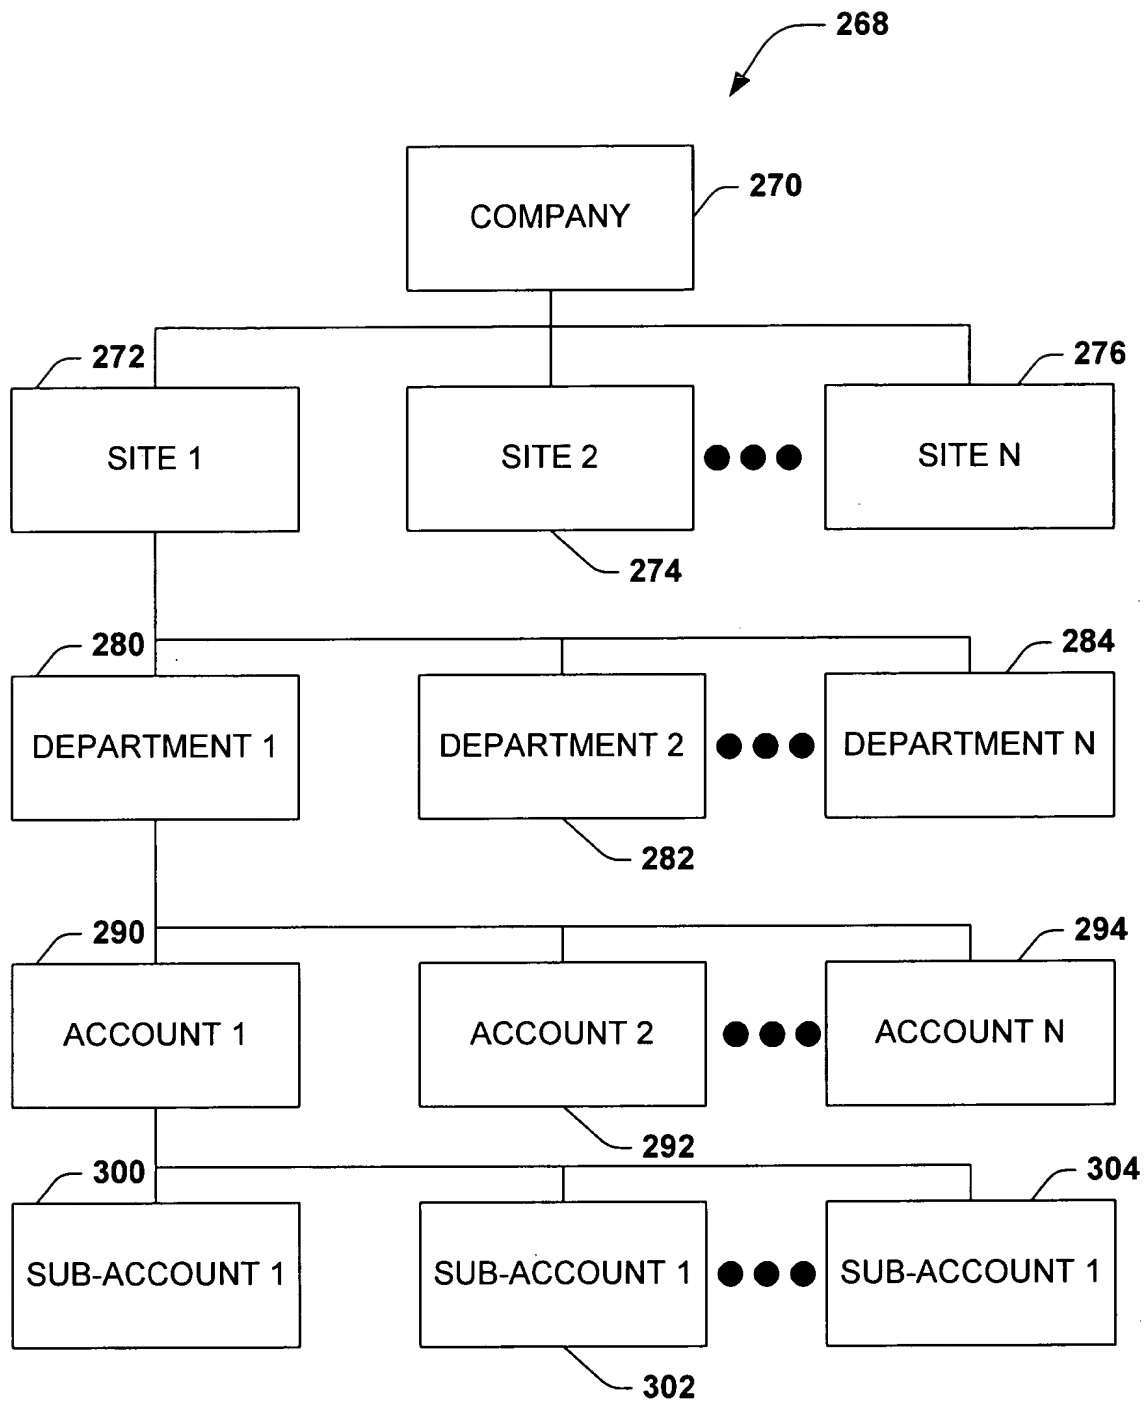 268
COMPANY
270
272
276
SITE 1
SITE 2
SITE N
274
280
284
DEPARTMENT 1
DEPARTMENT 2
DEPARTMENT N
282
290
294
ACCOUNT 1
ACCOUNT 2
ACCOUNT N
292
300
304
SUB-ACCOUNT 1
SUB-ACCOUNT 1
SUB-ACCOUNT 1
302